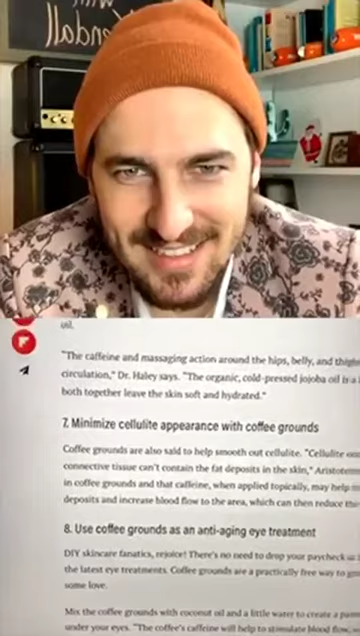 with
Kendall
oil.
"The caffeine and massaging action around the hips, belly, and thighs
circulation," Dr. Haley says. "The organic, cold-pressed jojoba oil is a
both together leave the skin soft and hydrated."
7. Minimize cellulite appearance with coffee grounds
Coffee grounds are also said to help smooth out cellulite. "Cellulite
connective tissue can't contain the fat deposits in the skin,"
in coffee grounds and that caffeine, when applied topically, may help
deposits and increase blood flow to the area, which can then reduce the
8. Use coffee grounds as an anti-aging eye treatment
DIY skincare fanatics, rejoice! There's no need to drop your paycheck
the latest eye treatments. Coffee grounds are a practically free way to
some love.
Mix the coffee grounds with coconut oil and a little water to create a
under your eyes. "The coffee's caffeine will help to stimulate blood flow,